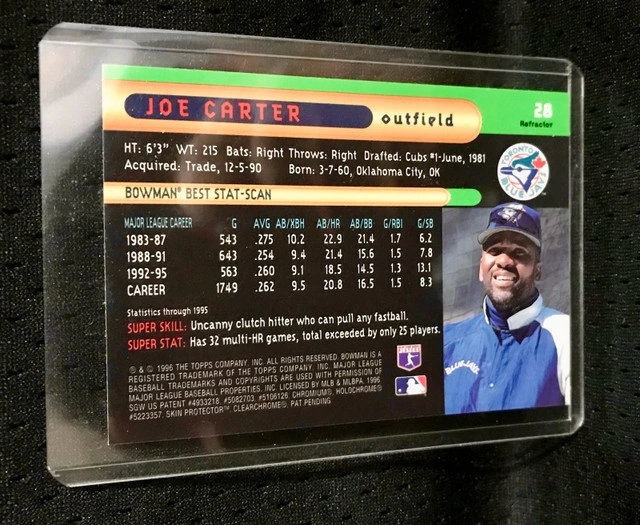 28
Refractor
JOE CARTER outfield
HT: 6'3" WT: 215 Bats: Right Throws: Right Drafted: Cubs #1-June, 1981
Acquired: Trade, 12-5-90 Born: 3-7-60, Oklahoma City, OK
TORONTO
BLUE JAYS
BOWMAN® BEST STAT-SCAN
MAJOR LEAGUE CAREER G AVG AB/XBH AB/HR AB/BB G/RBI G/SB
1983-87 543 .275 10.2 22.9 21.4 1.7 6.2
1988-91 643 .254 9.4 21.4 15.6 1.5 7.8
1992-95 563 .260 9.1 18.5 14.5 1.3 13.1
CAREER 1749 .262 9.5 20.8 16.5 1.5 8.3
Statistics through 1995
SUPER SKILL: Uncanny clutch hitter who can pull any fastball.
SUPER STAT: Has 32 multi-HR games, total exceeded by only 25 players.
® & © 1996 THE TOPPS COMPANY, INC. ALL RIGHTS RESERVED. BOWMAN IS A
REGISTERED TRADEMARK OF THE TOPPS COMPANY, INC. MAJOR LEAGUE
BASEBALL TRADEMARKS AND COPYRIGHTS ARE USED WITH PERMISSION OF
MAJOR LEAGUE BASEBALL PROPERTIES, INC. LICENSED BY MLB & MLBPA, 1996.
SGW US PATENT #4933218, #5082703, #5106126, CHROMIUM®, HOLOCHROME®
#5223357, SKIN PROTECTOR™, CLEARCHROME®, PAT PENDING
BLUE JAYS